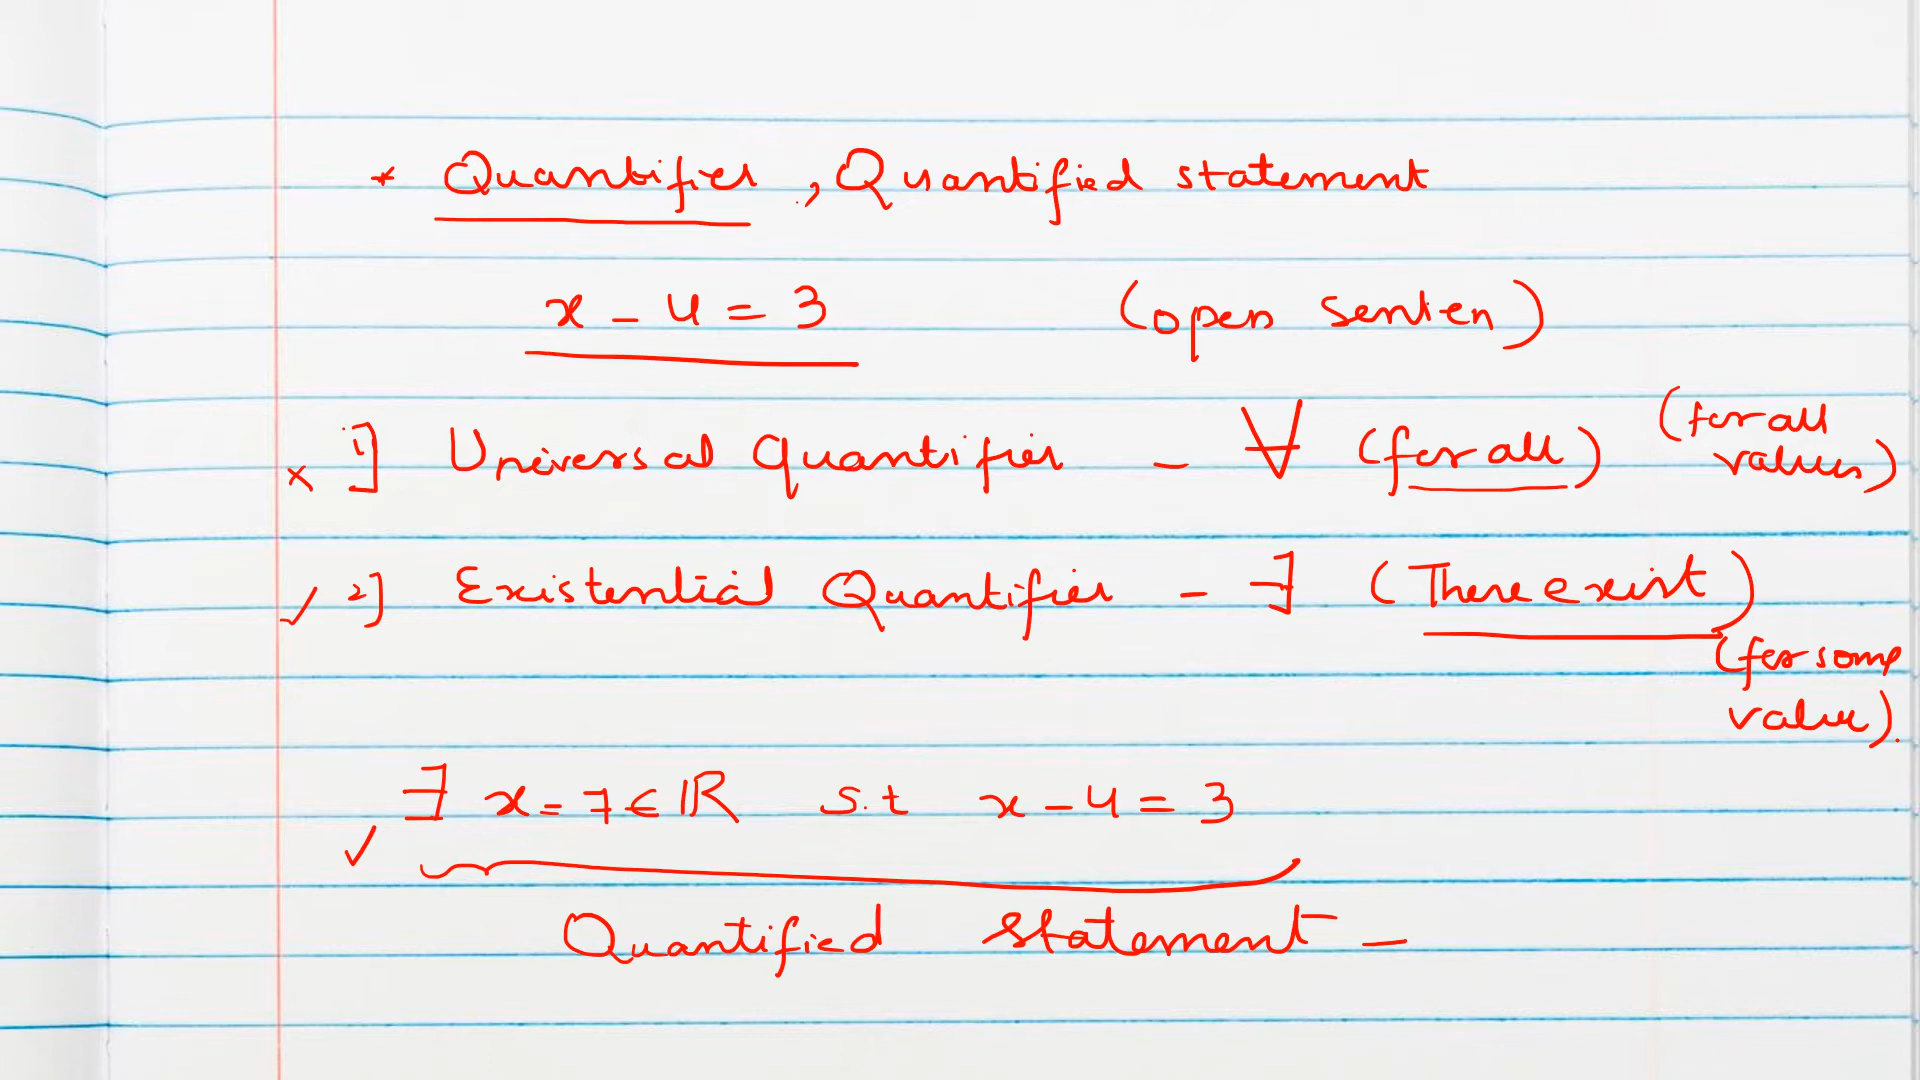 * Quantifier , Quantified statement
x - 4 = 3 (open senten)
x 1] Universal Quantifier - ∀ (for all) (for all values)
✓ 2] Existential Quantifier - ∃ (There exist)
(for some value).
✓ ∃ x = 7 ∈ ℝ s.t x - 4 = 3
Quantified Statement -